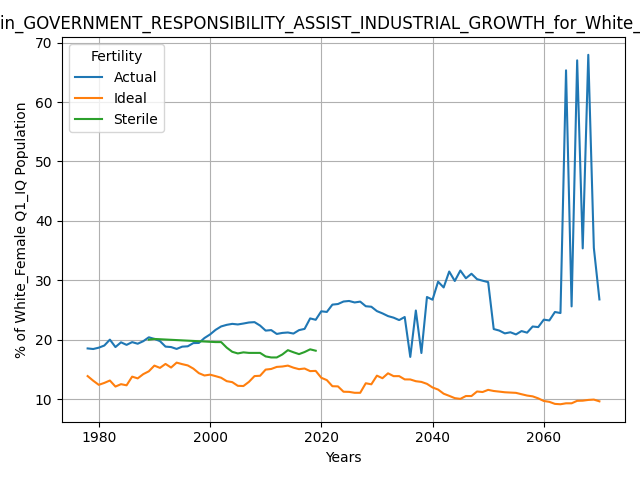 in_GOVERNMENT_RESPONSIBILITY_ASSIST_INDUSTRIAL_GROWTH_for_White_
Fertility
Actual
Ideal
Sterile
% of White_Female Q1_IQ Population
70
60
50
40
30
20
10
1980
2000
2020
2040
2060
Years